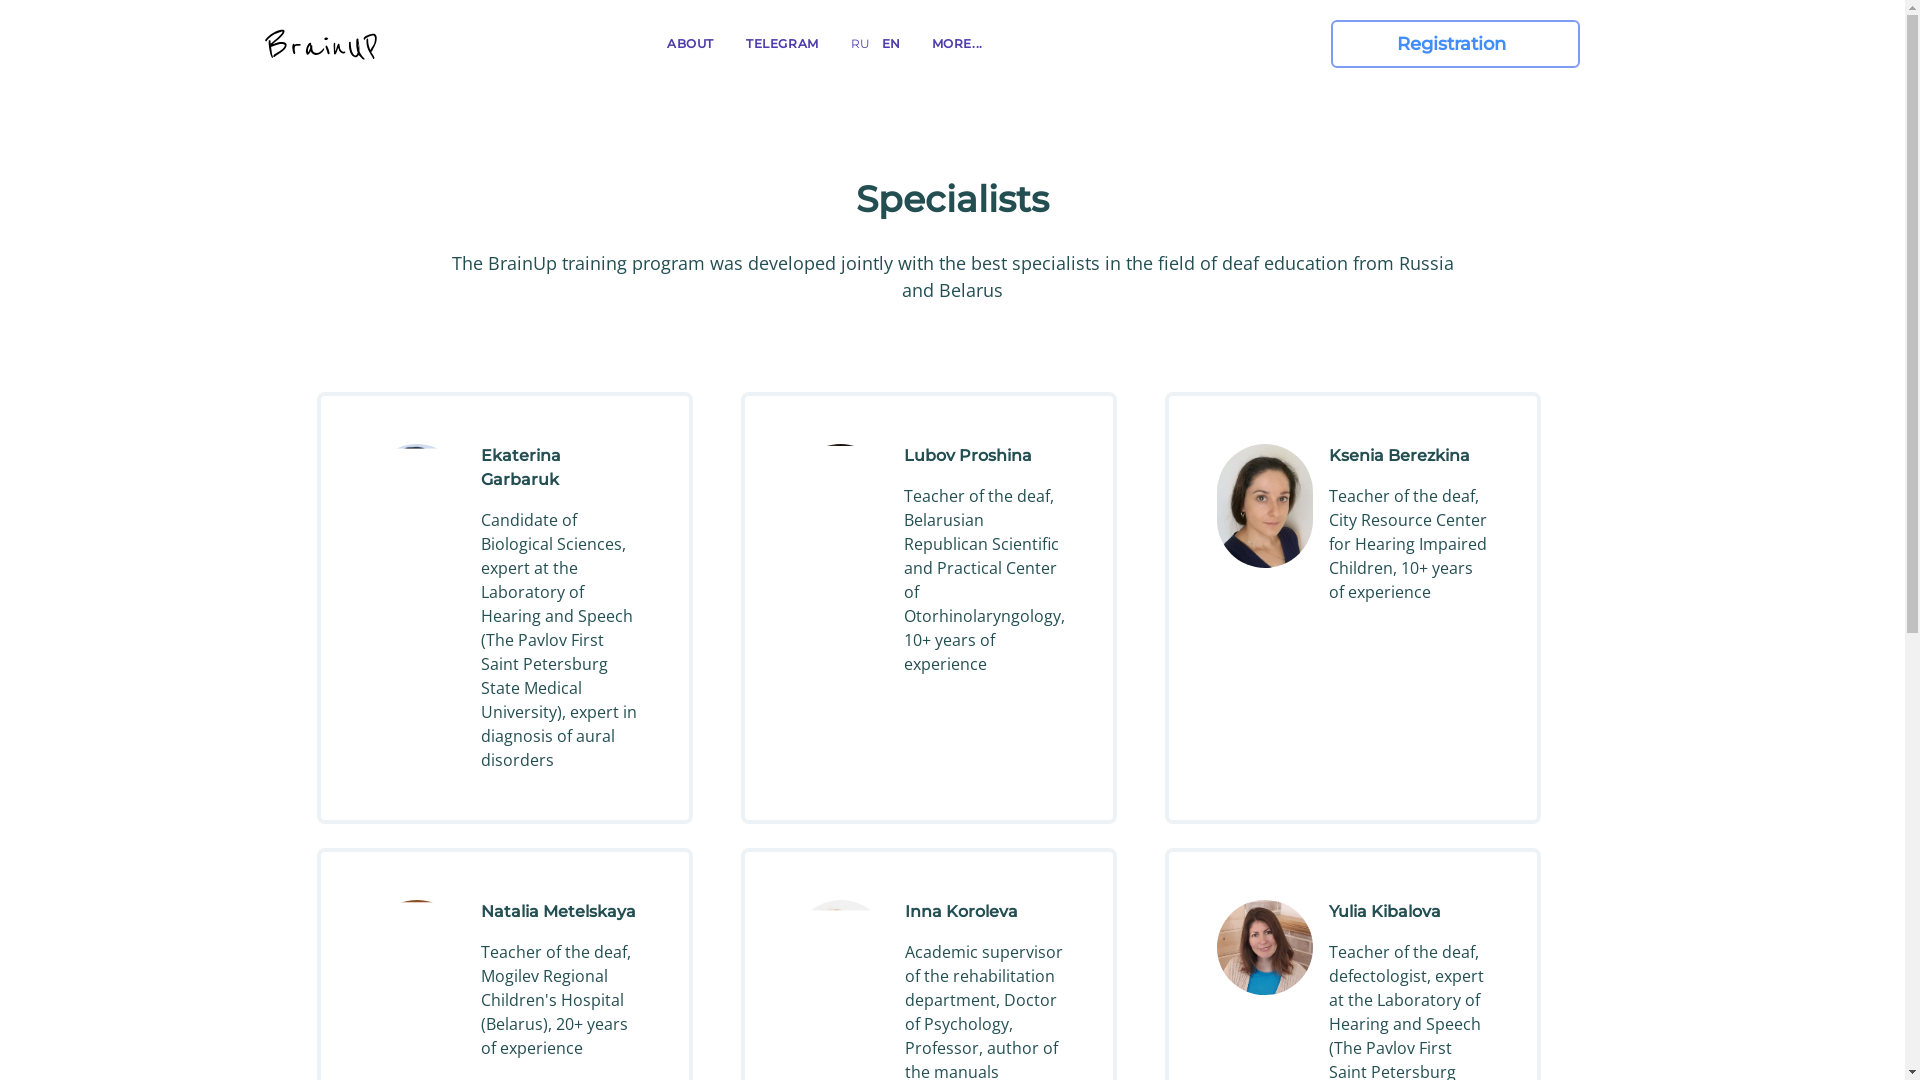 BrainUP
ABOUT
TELEGRAM
RU
EN
MORE...
Registration
Specialists
The BrainUp training program was developed jointly with the best specialists in the field of deaf education from Russia
and Belarus
Ekaterina
Garbaruk
Candidate of
Biological Sciences,
expert at the
Laboratory of
Hearing and Speech
(The Pavlov First
Saint Petersburg
State Medical
University), expert in
diagnosis of aural
disorders
Lubov Proshina
Teacher of the deaf,
Belarusian
Republican Scientific
and Practical Center
of
Otorhinolaryngology,
10+ years of
experience
Ksenia Berezkina
Teacher of the deaf,
City Resource Center
for Hearing Impaired
Children, 10+ years
of experience
Natalia Metelskaya
Teacher of the deaf,
Mogilev Regional
Children's Hospital
(Belarus), 20+ years
of experience
Inna Koroleva
Academic supervisor
of the rehabilitation
department, Doctor
of Psychology,
Professor, author of
the manuals
Yulia Kibalova
Teacher of the deaf,
defectologist, expert
at the Laboratory of
Hearing and Speech
(The Pavlov First
Saint Petersburg